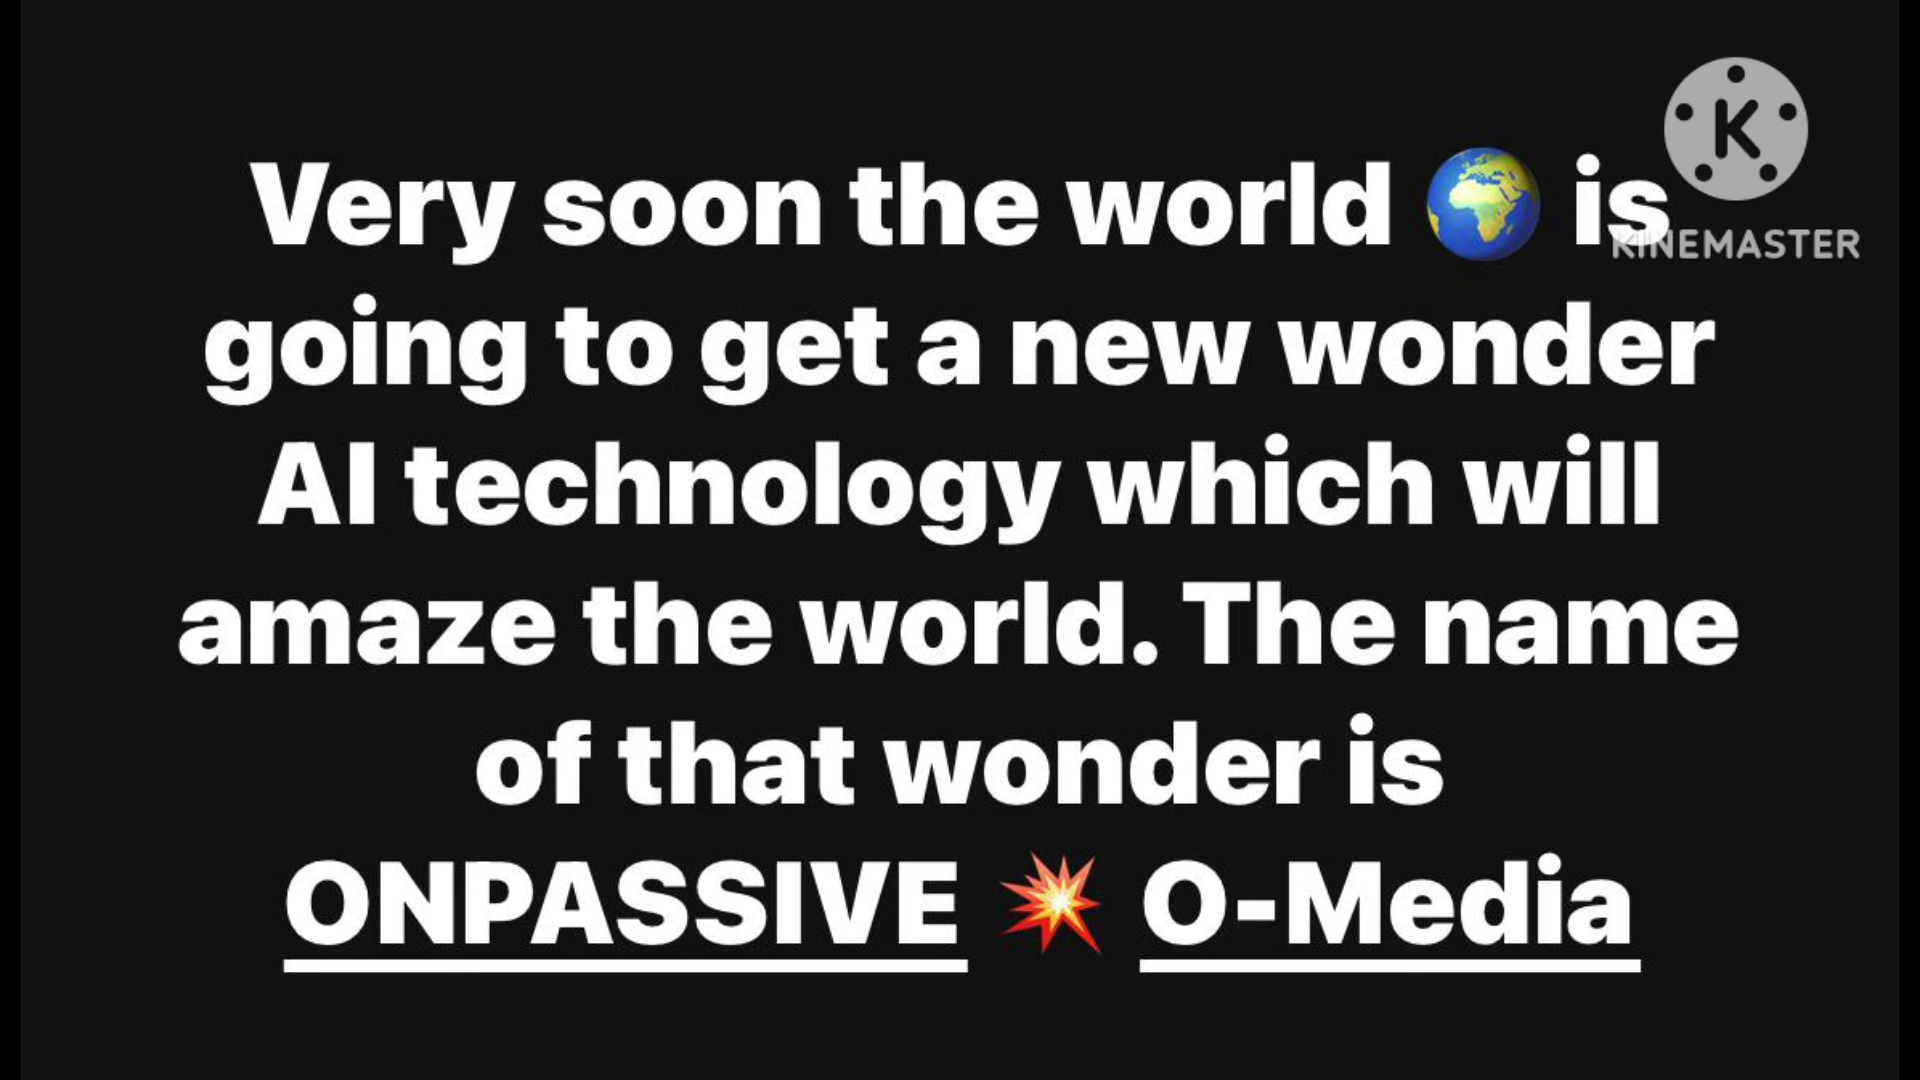 Very soon the world 🌍 is
going to get a new wonder
AI technology which will
amaze the world. The name
of that wonder is
ONPASSIVE 💥 O-Media
K
KINEMASTER